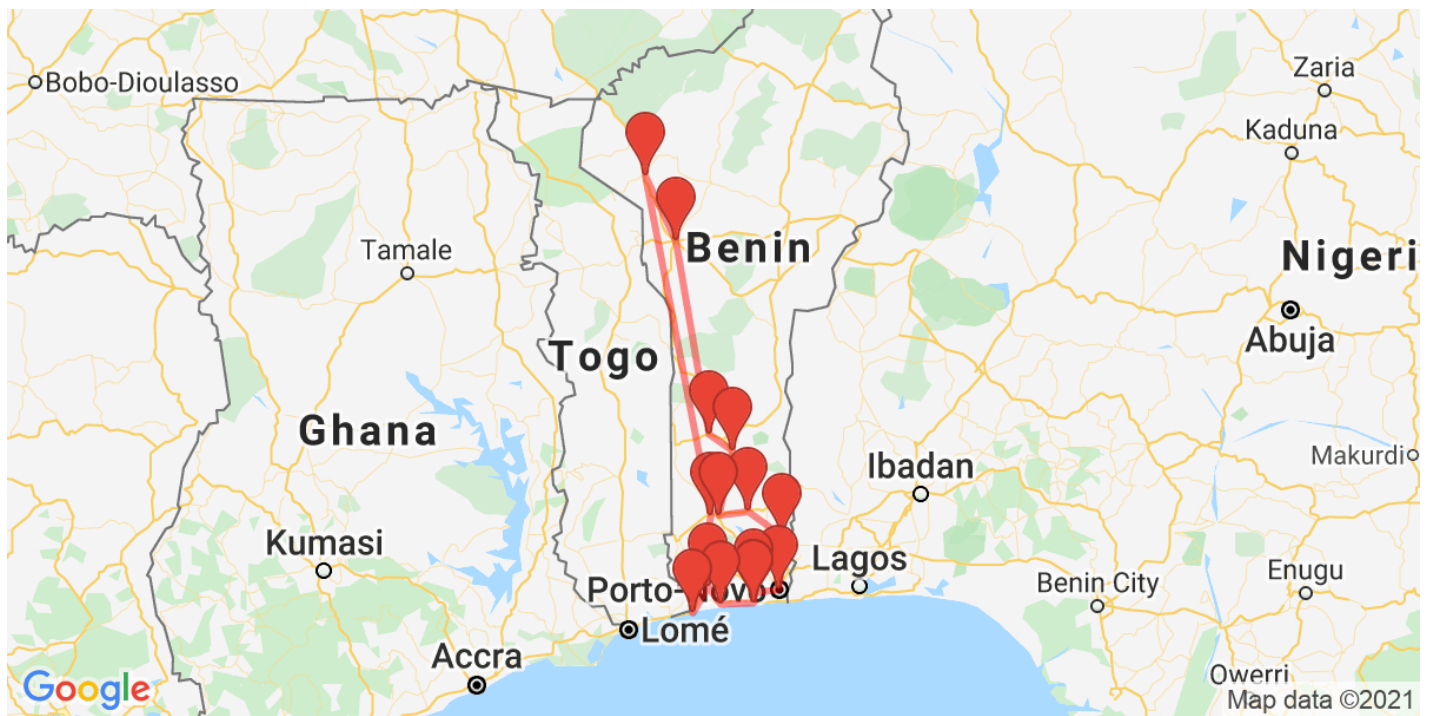 Zaria
Bobo-Dioulasso
Kaduna
Tamale
Benin
Nigeri
Abuja
Togo
Ghana
Makurdi
Ibadan
Kumasi
Lagos
Enugu
Benin City
Porto-Novo
Lomé
Accra
Owerri
Google
Map data ©2021